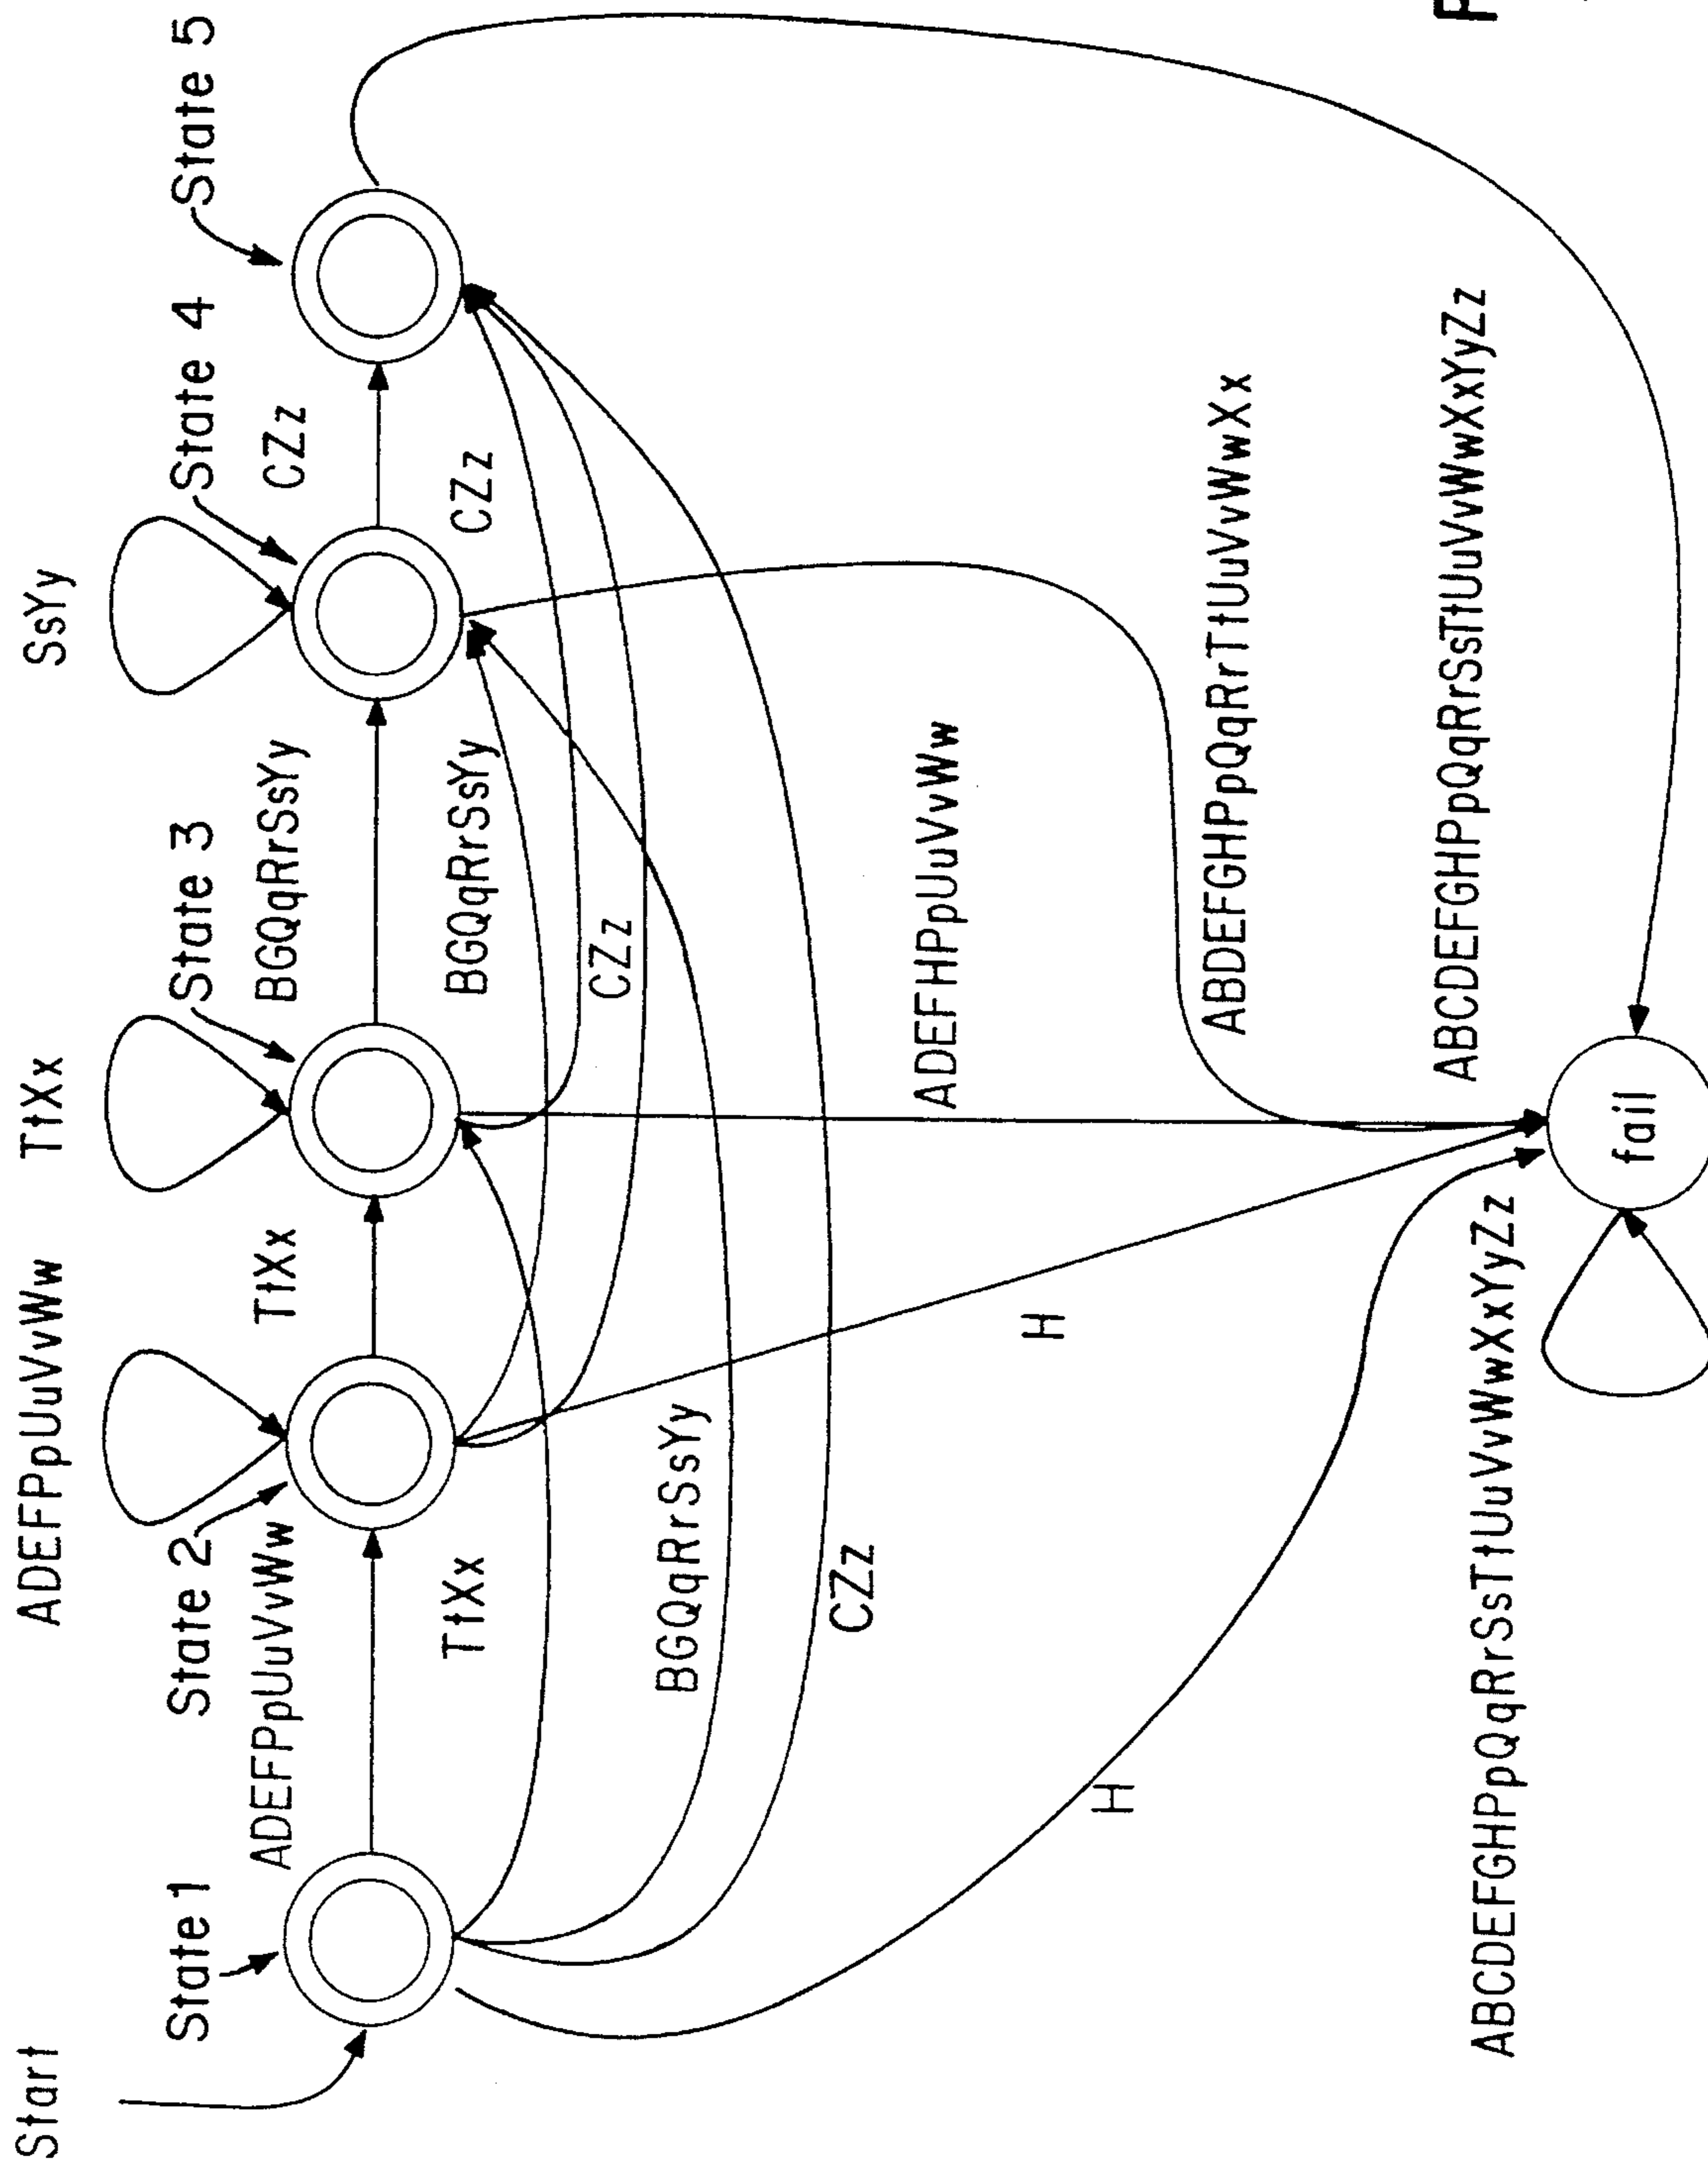 Start
ADEFPpUuVvWw
TtXx
SsYy
State 1
State 2
State 3
State 4
State 5
ADEFPpUuVvWw
TtXx
BGQqRrSsYy
CZz
TtXx
BGQqRrSsYy
CZz
CZz
BGQqRrSsYy
CZz
ADEFHPpUuVvWw
H
H
ABDEFGHPpQqRrTtUuVvWwXx
ABCDEFGHPpQqRrSsTtUuVvWwXxYyZz
ABCDEFGHPpQqRrSsTtUuVvWwXxYyZz
fail